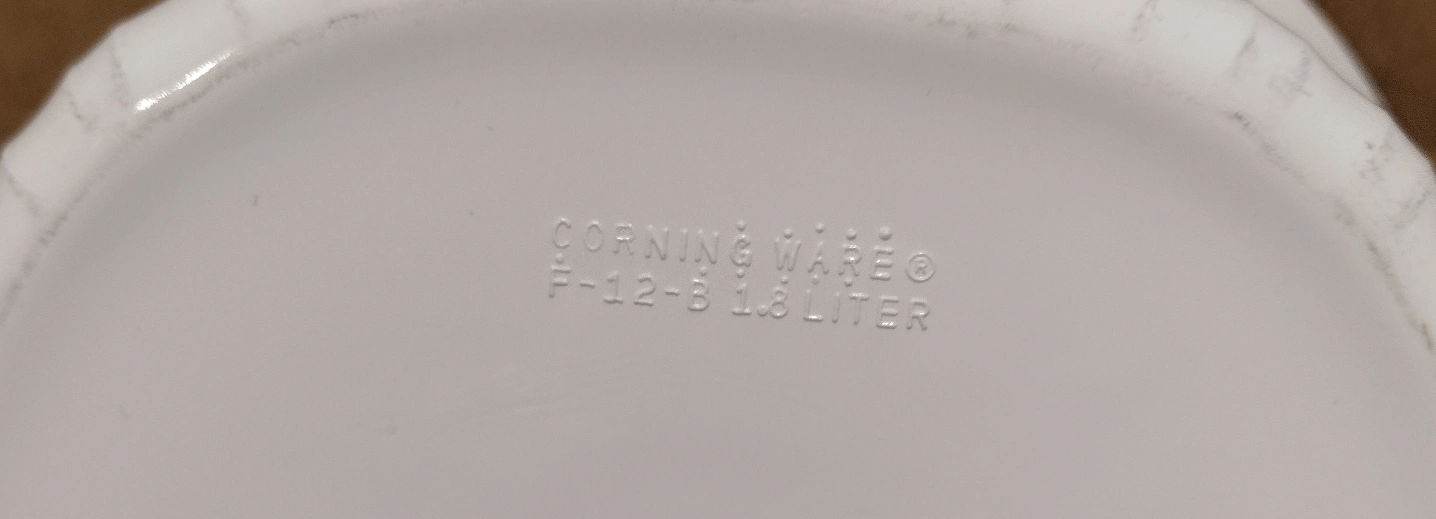 CORNING WARE®
F-12-B 1.8 LITER